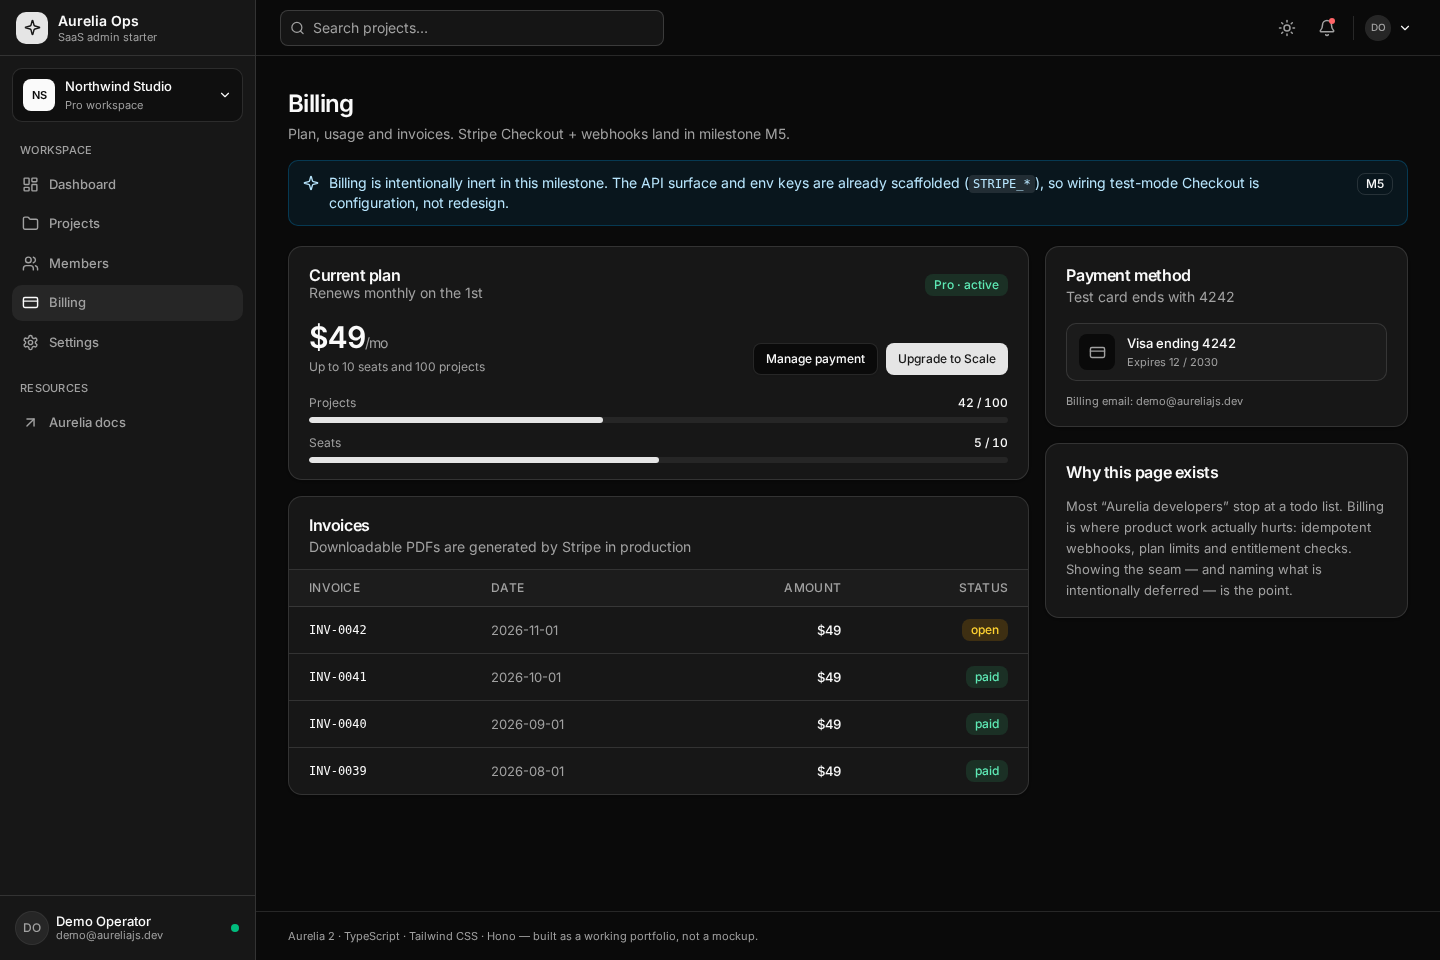 Aurelia Ops
SaaS admin starter
Search projects...
DO
NS
Northwind Studio
Pro workspace
WORKSPACE
Dashboard
Projects
Members
Billing
Settings
RESOURCES
Aurelia docs
Billing
Plan, usage and invoices. Stripe Checkout + webhooks land in milestone M5.
Billing is intentionally inert in this milestone. The API surface and env keys are already scaffolded (STRIPE_*), so wiring test-mode Checkout is
configuration, not redesign.
M5
Current plan
Renews monthly on the 1st
Pro · active
$49/mo
Up to 10 seats and 100 projects
Manage payment
Upgrade to Scale
Projects 42 / 100
Seats 5 / 10
Payment method
Test card ends with 4242
Visa ending 4242
Expires 12 / 2030
Billing email: demo@aureliajs.dev
Why this page exists
Most “Aurelia developers” stop at a todo list. Billing
is where product work actually hurts: idempotent
webhooks, plan limits and entitlement checks.
Showing the seam — and naming what is
intentionally deferred — is the point.
Invoices
Downloadable PDFs are generated by Stripe in production
INVOICE DATE AMOUNT STATUS
INV-0042 2026-11-01 $49 open
INV-0041 2026-10-01 $49 paid
INV-0040 2026-09-01 $49 paid
INV-0039 2026-08-01 $49 paid
DO
Demo Operator
demo@aureliajs.dev
Aurelia 2 · TypeScript · Tailwind CSS · Hono — built as a working portfolio, not a mockup.